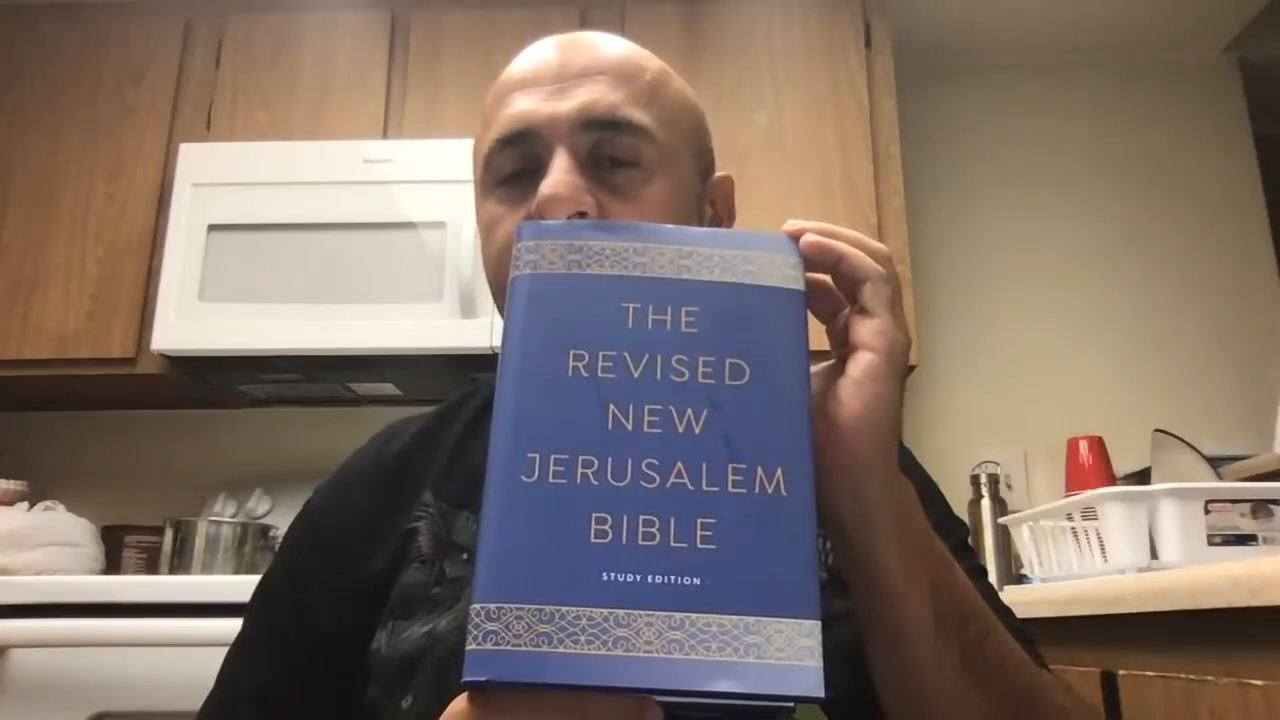 THE
REVISED
NEW
JERUSALEM
BIBLE
STUDY EDITION